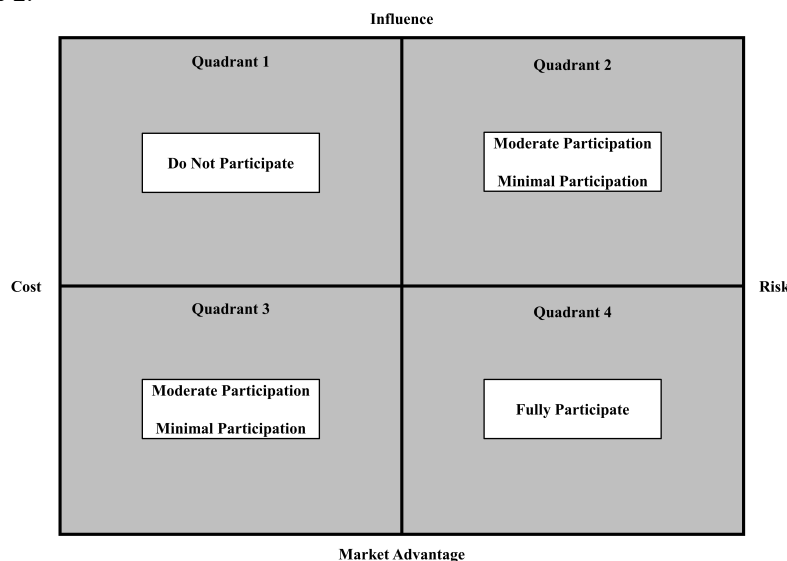 Influence
Quadrant 1
Quadrant 2
Do Not Participate
Moderate Participation
Minimal Participation
Cost
Risk
Quadrant 3
Quadrant 4
Moderate Participation
Minimal Participation
Fully Participate
Market Advantage